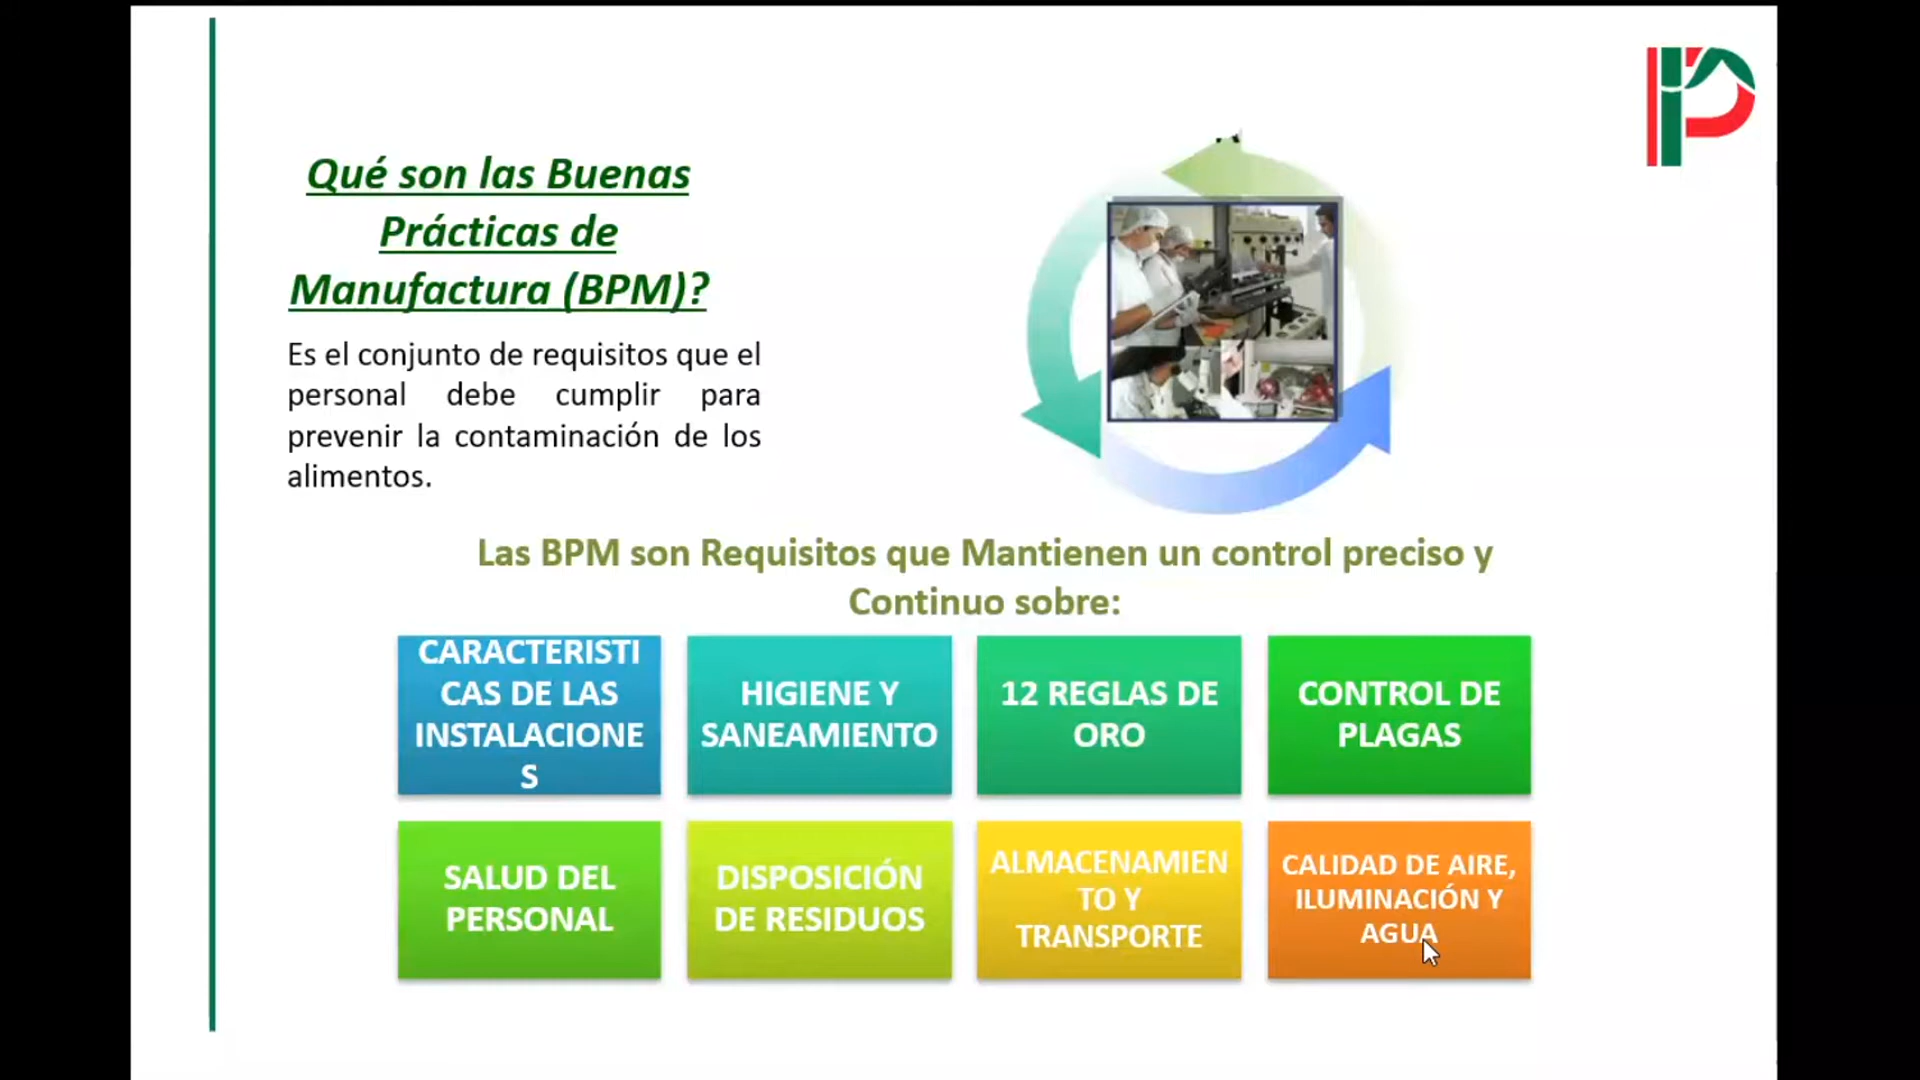 Qué son las Buenas
Prácticas de
Manufactura (BPM)?
Es el conjunto de requisitos que el
personal debe cumplir para
prevenir la contaminación de los
alimentos.
Las BPM son Requisitos que Mantienen un control preciso y
Continuo sobre:
CARACTERISTI
CAS DE LAS
INSTALACIONE
S
HIGIENE Y
SANEAMIENTO
12 REGLAS DE
ORO
CONTROL DE
PLAGAS
SALUD DEL
PERSONAL
DISPOSICIÓN
DE RESIDUOS
ALMACENAMIEN
TO Y
TRANSPORTE
CALIDAD DE AIRE,
ILUMINACIÓN Y
AGUA